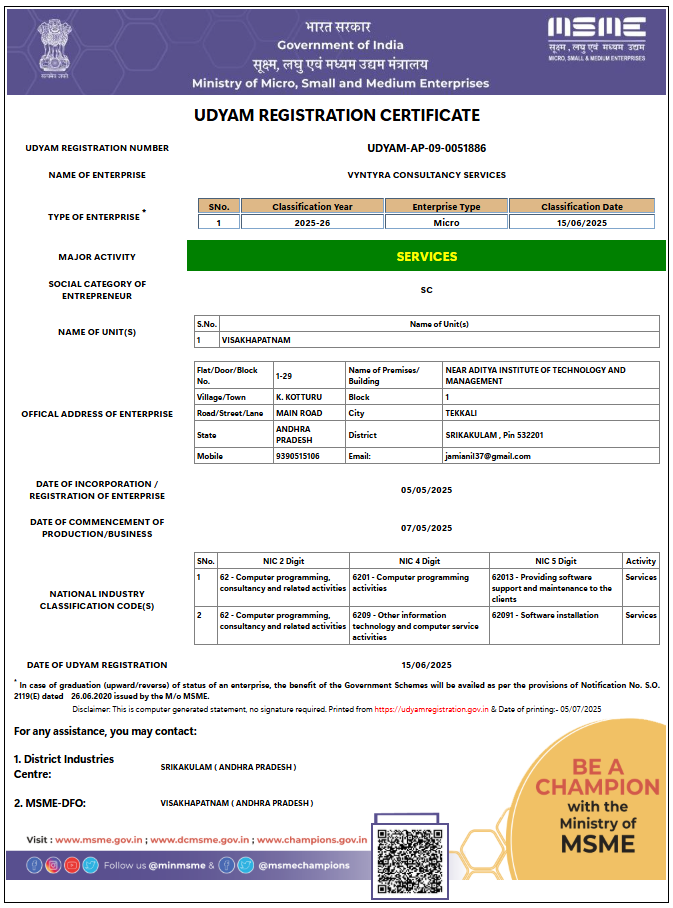 भारत सरकार
Government of India
सूक्ष्म, लघु एवं मध्यम उद्यम मंत्रालय
Ministry of Micro, Small and Medium Enterprises
सत्यमेव जयते
MSME
सूक्ष्म, लघु एवं मध्यम उद्यम
MICRO, SMALL & MEDIUM ENTERPRISES
UDYAM REGISTRATION CERTIFICATE
UDYAM REGISTRATION NUMBER UDYAM-AP-09-0051886
NAME OF ENTERPRISE VYNTYRA CONSULTANCY SERVICES
TYPE OF ENTERPRISE *
SNo. Classification Year Enterprise Type Classification Date
1 2025-26 Micro 15/06/2025
MAJOR ACTIVITY SERVICES
SOCIAL CATEGORY OF
ENTREPRENEUR
SC
NAME OF UNIT(S)
S.No. Name of Unit(s)
1 VISAKHAPATNAM
OFFICAL ADDRESS OF ENTERPRISE
Flat/Door/Block
No.
1-29
Name of Premises/
Building
NEAR ADITYA INSTITUTE OF TECHNOLOGY AND
MANAGEMENT
Village/Town K. KOTTURU Block 1
Road/Street/Lane MAIN ROAD City TEKKALI
State
ANDHRA
PRADESH
District SRIKAKULAM , Pin 532201
Mobile 9390515106 Email: jamianil37@gmail.com
DATE OF INCORPORATION /
REGISTRATION OF ENTERPRISE
05/05/2025
DATE OF COMMENCEMENT OF
PRODUCTION/BUSINESS
07/05/2025
NATIONAL INDUSTRY
CLASSIFICATION CODE(S)
SNo. NIC 2 Digit NIC 4 Digit NIC 5 Digit Activity
1
62 - Computer programming,
consultancy and related activities
6201 - Computer programming
activities
62013 - Providing software
support and maintenance to the
clients
Services
2
62 - Computer programming,
consultancy and related activities
6209 - Other information
technology and computer service
activities
62091 - Software installation
Services
DATE OF UDYAM REGISTRATION 15/06/2025
* In case of graduation (upward/reverse) of status of an enterprise, the benefit of the Government Schemes will be availed as per the provisions of Notification No. S.O.
2119(E) dated 26.06.2020 issued by the M/o MSME.
Disclaimer: This is computer generated statement, no signature required. Printed from https://udyamregistration.gov.in & Date of printing:- 05/07/2025
For any assistance, you may contact:
1. District Industries
Centre:
SRIKAKULAM ( ANDHRA PRADESH )
2. MSME-DFO: VISAKHAPATNAM ( ANDHRA PRADESH )
BE A
CHAMPION
with the
Ministry of
MSME
Visit : www.msme.gov.in ; www.dcmsme.gov.in ; www.champions.gov.in
Follow us @minmsme & @msmechampions